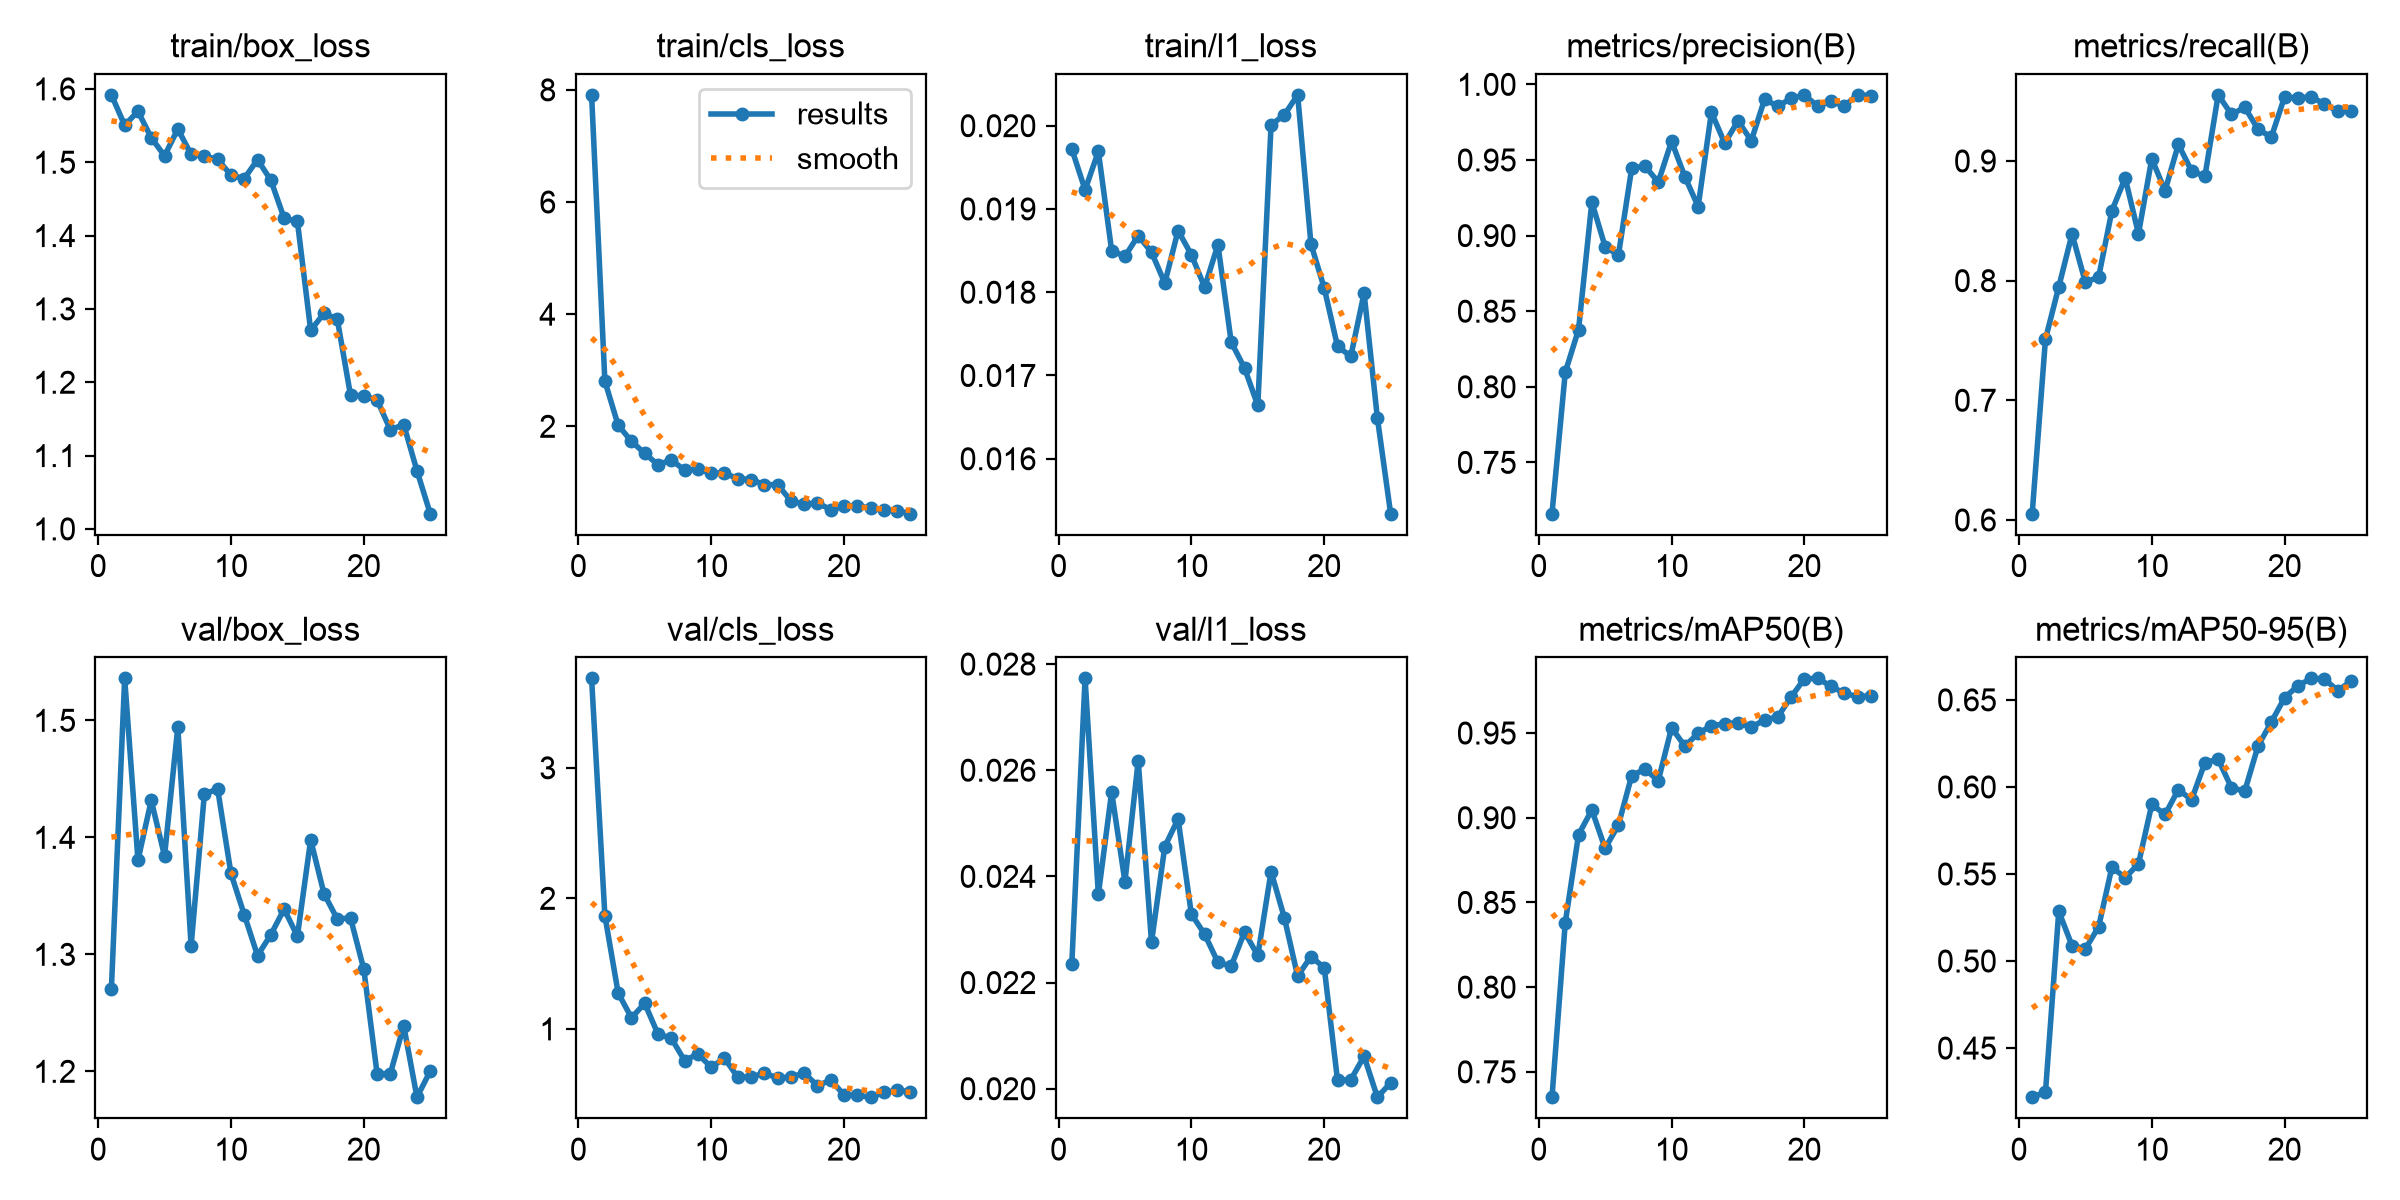 train/box_loss
1.6
1.5
1.4
1.3
1.2
1.1
1.0
0 10 20
train/cls_loss
results
smooth
8
6
4
2
0 10 20
train/l1_loss
0.020
0.019
0.018
0.017
0.016
0 10 20
metrics/precision(B)
1.00
0.95
0.90
0.85
0.80
0.75
0 10 20
metrics/recall(B)
0.9
0.8
0.7
0.6
0 10 20
val/box_loss
1.5
1.4
1.3
1.2
0 10 20
val/cls_loss
3
2
1
0 10 20
val/l1_loss
0.028
0.026
0.024
0.022
0.020
0 10 20
metrics/mAP50(B)
0.95
0.90
0.85
0.80
0.75
0 10 20
metrics/mAP50-95(B)
0.65
0.60
0.55
0.50
0.45
0 10 20